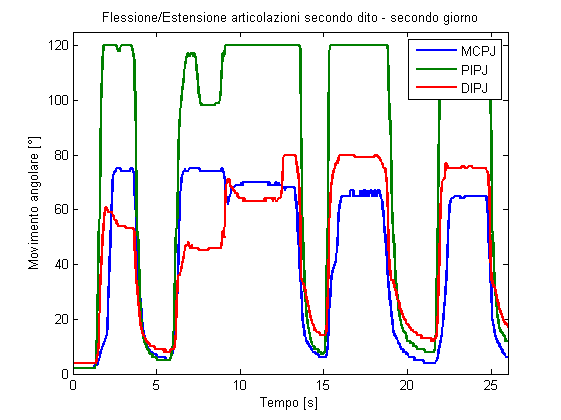 Flessione/Estensione articolazioni secondo dito - secondo giorno
MCPJ
PIPJ
DIPJ
120
100
80
60
40
20
0
Movimento angolare [°]
0 5 10 15 20 25
Tempo [s]